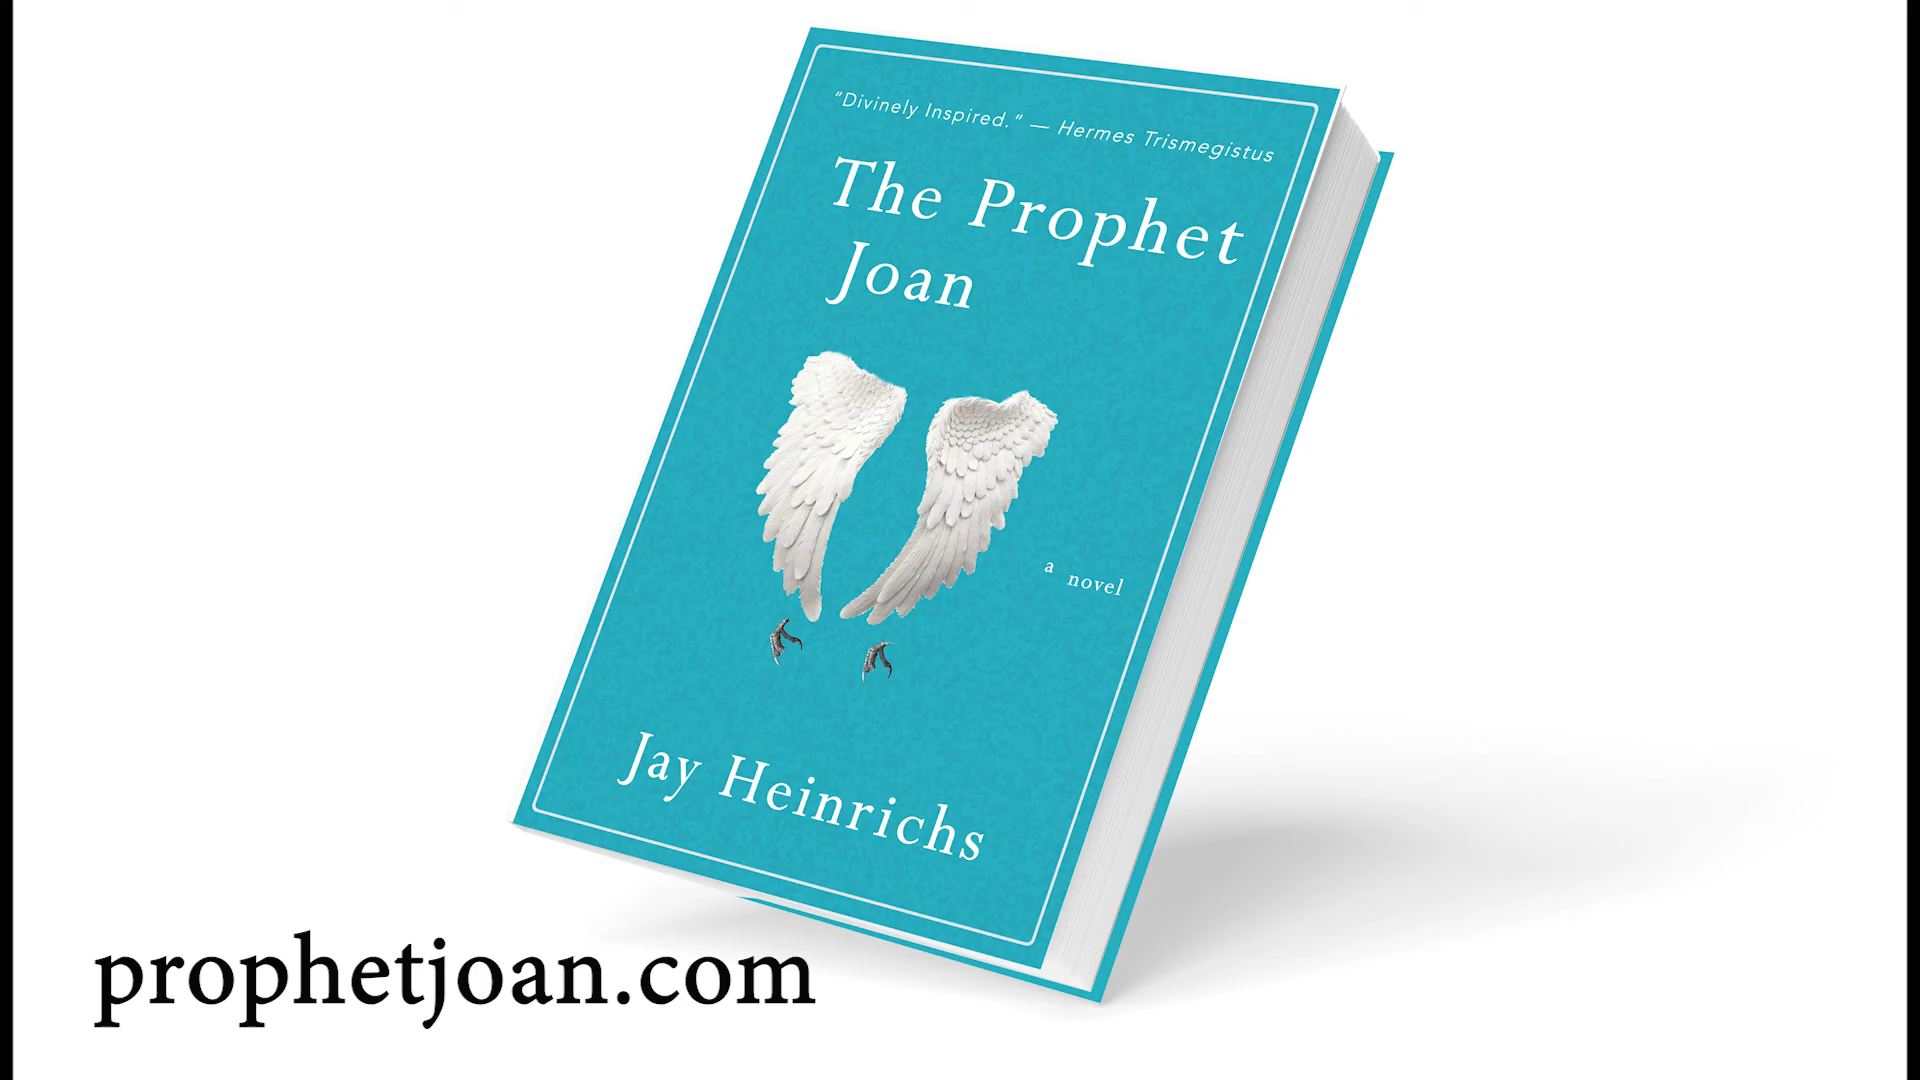 “Divinely Inspired.” — Hermes Trismegistus
The Prophet
Joan
a novel
Jay Heinrichs
prophetjoan.com